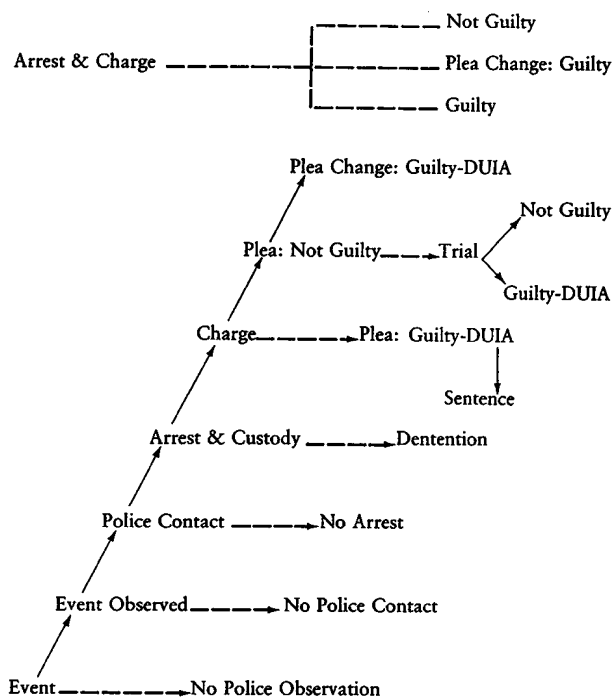 Not Guilty
Arrest & Charge Plea Change: Guilty
Guilty
Plea Change: Guilty-DUIA
Not Guilty
Plea: Not Guilty Trial
Guilty-DUIA
Charge Plea: Guilty-DUIA
Sentence
Arrest & Custody Dentention
Police Contact No Arrest
Event Observed No Police Contact
Event No Police Observation